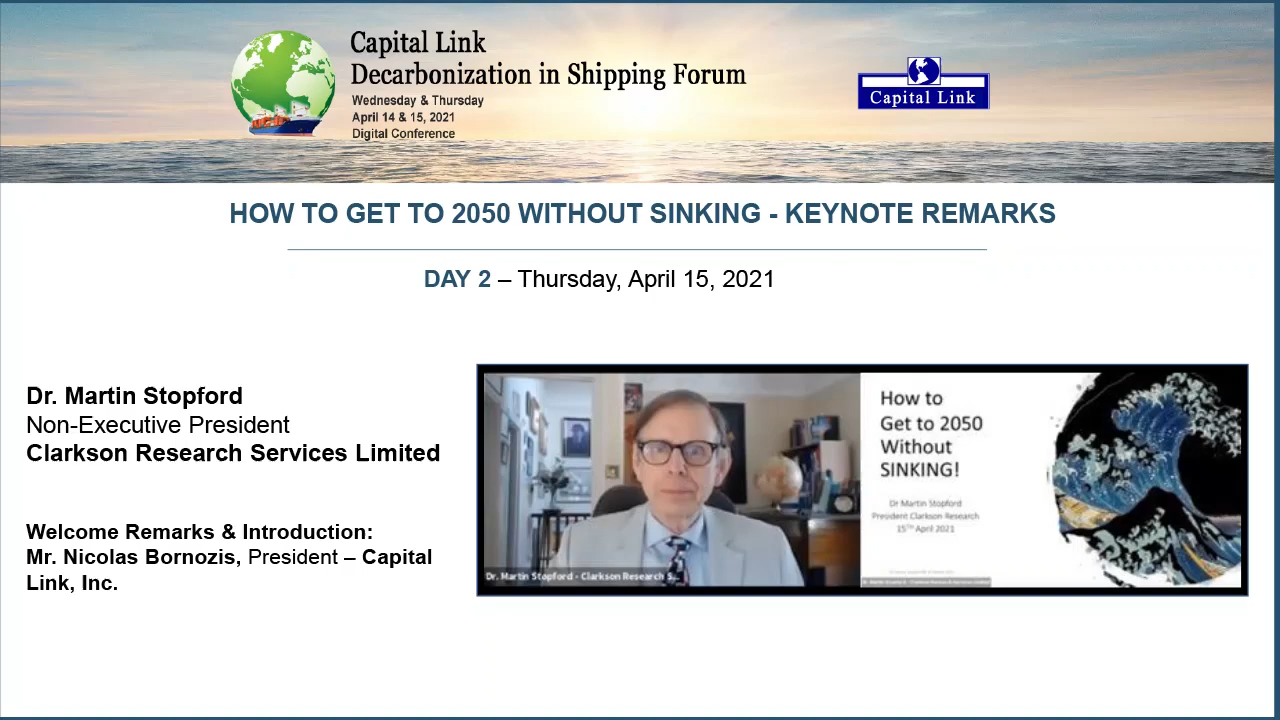 Capital Link
Decarbonization in Shipping Forum
Wednesday & Thursday
April 14 & 15, 2021
Digital Conference
Capital Link
HOW TO GET TO 2050 WITHOUT SINKING - KEYNOTE REMARKS
DAY 2 – Thursday, April 15, 2021
Dr. Martin Stopford
Non-Executive President
Clarkson Research Services Limited
Welcome Remarks & Introduction:
Mr. Nicolas Bornozis, President – Capital
Link, Inc.
Dr. Martin Stopford - Clarkson Research S...
How to
Get to 2050
Without
SINKING!
Dr Martin Stopford
President Clarkson Research
15TH April 2021